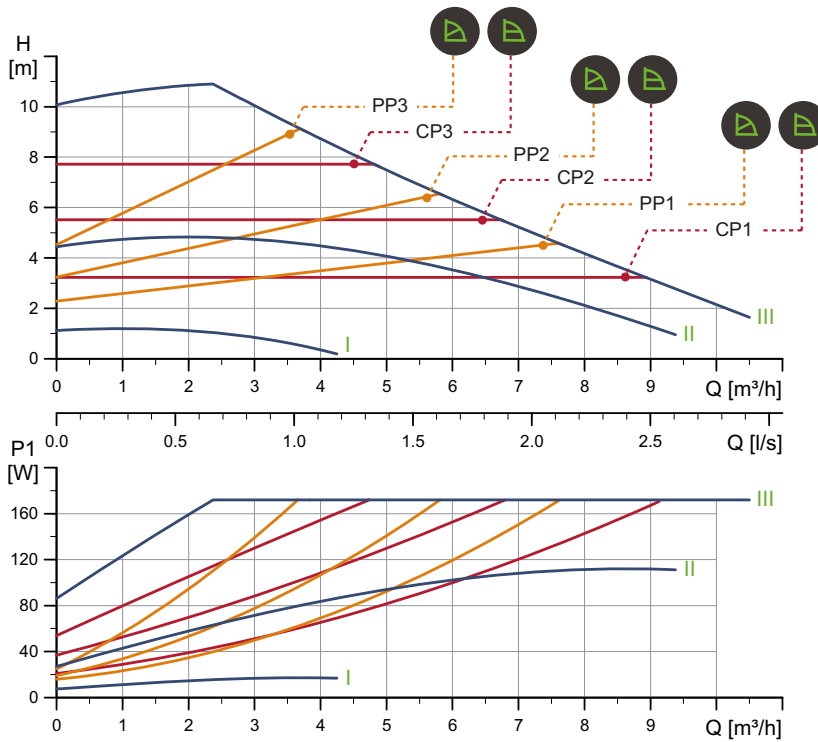 H
[m]
10
8
6
4
2
0
PP3
CP3
PP2
CP2
PP1
CP1
I
II
III
0 1 2 3 4 5 6 7 8 9 Q [m³/h]
0.0 0.5 1.0 1.5 2.0 2.5 Q [l/s]
P1
[W]
160
120
80
40
0
III
II
I
0 1 2 3 4 5 6 7 8 9 Q [m³/h]